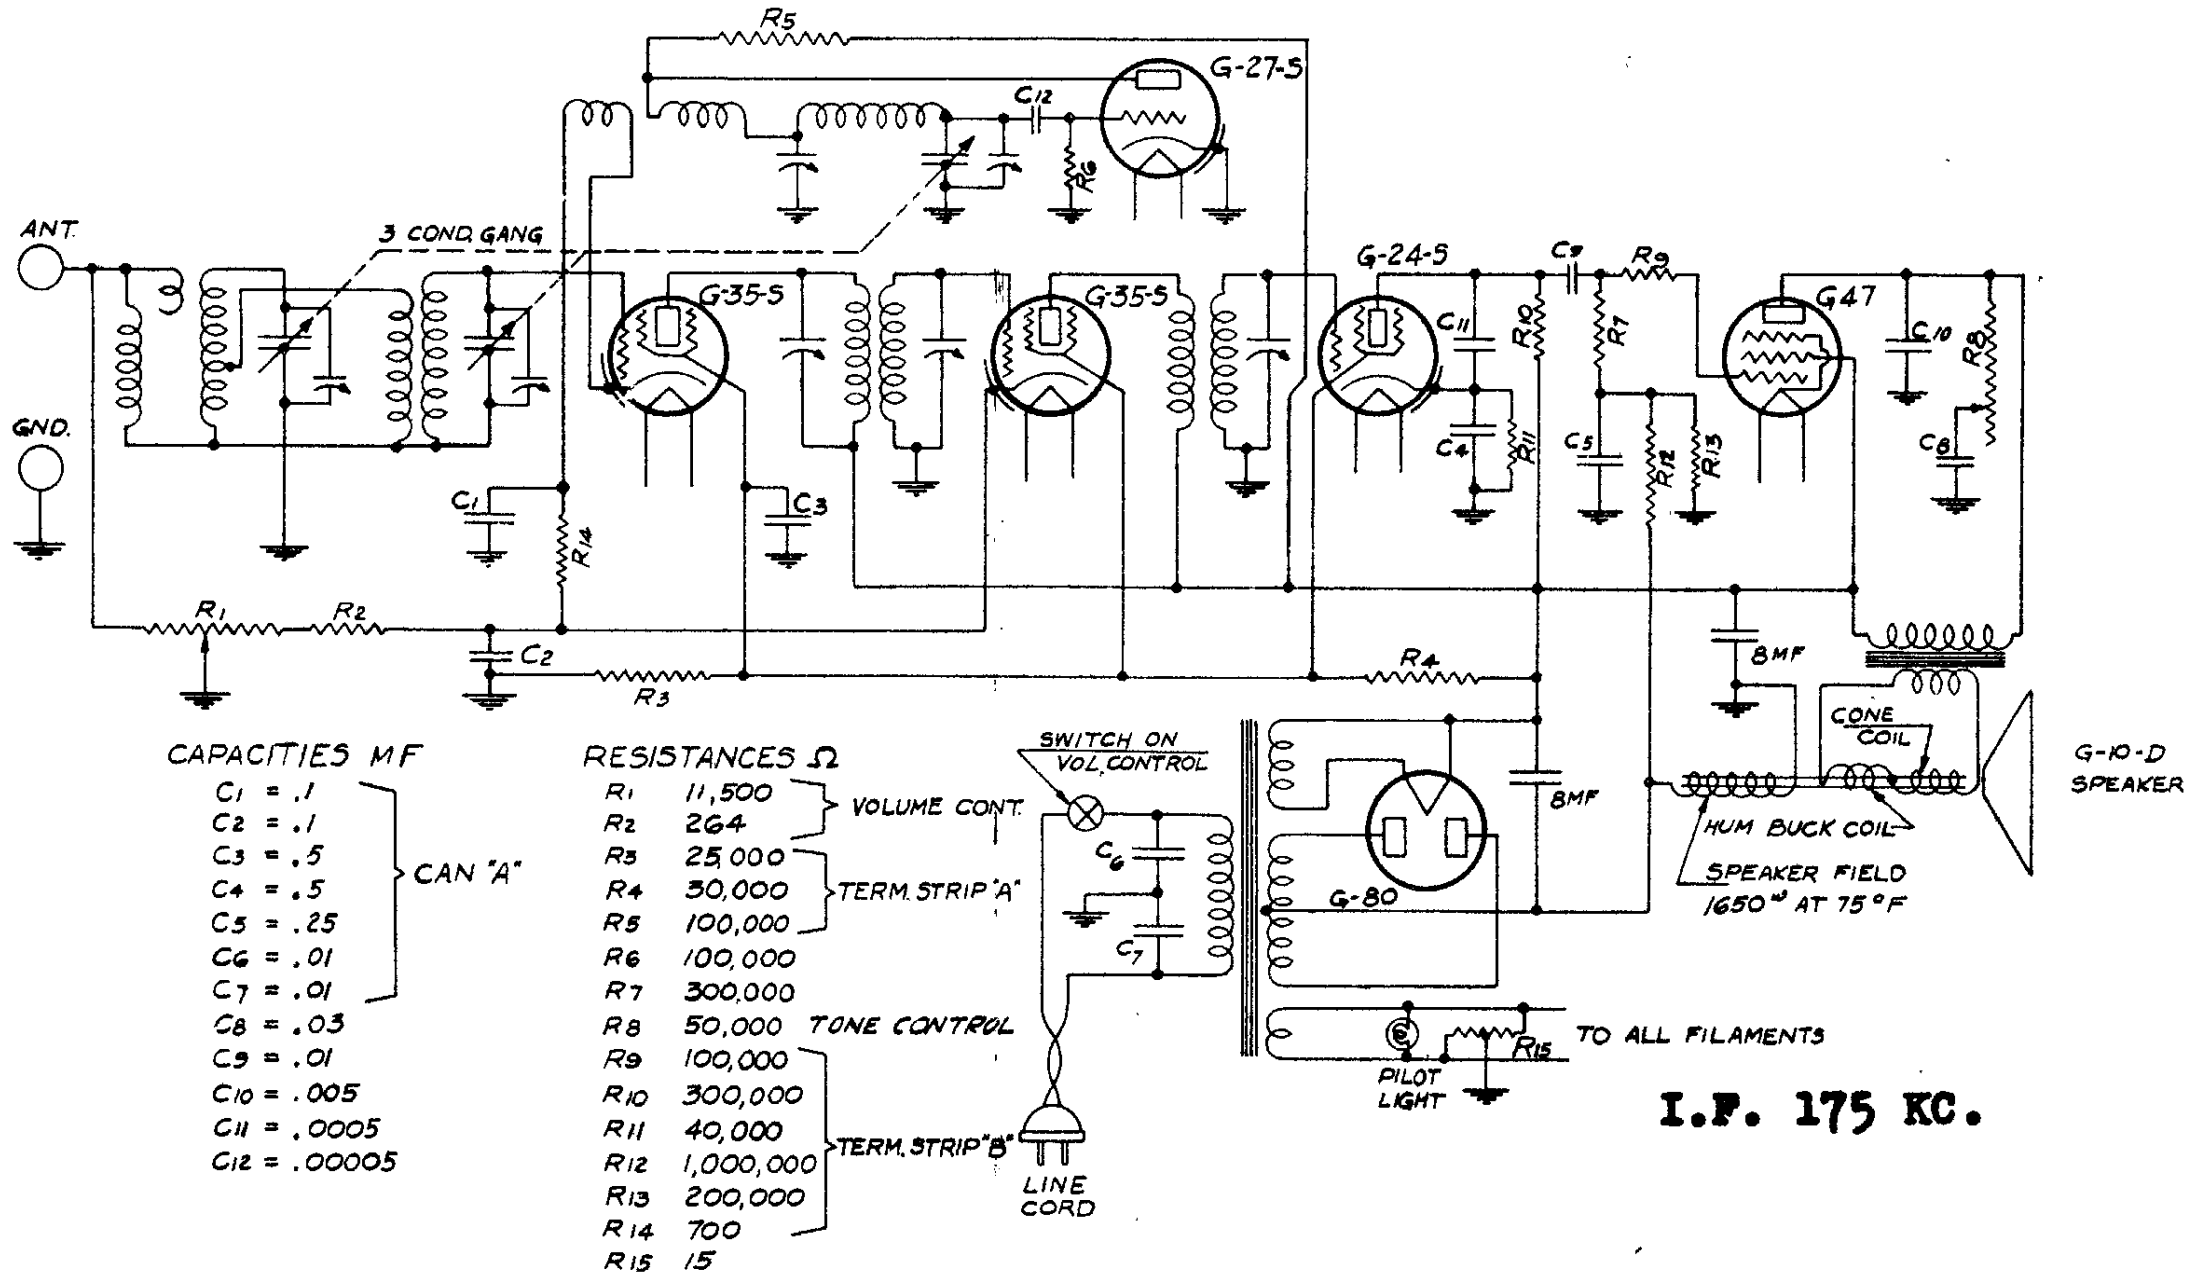 R5
G-27-S
C12
R6
ANT.
3 COND. GANG
G-35-S
G-35-S
G-24-S
C9
R9
G47
C11
R10
R7
C10
R8
GND.
C1
R14
C3
C4
R11
C5
R12
R13
C8
R1
R2
C2
R3
R4
8MF
CONE
COIL
G-10-D
SPEAKER
SWITCH ON
VOL. CONTROL
8MF
HUM BUCK COIL
SPEAKER FIELD
1650 ω AT 75°F
C6
C7
G-80
R15
TO ALL FILAMENTS
PILOT
LIGHT
I.F. 175 KC.
LINE
CORD
CAPACITIES MF
C1 = .1
C2 = .1
C3 = .5
C4 = .5
C5 = .25
C6 = .01
C7 = .01
CAN "A"
C8 = .03
C9 = .01
C10 = .005
C11 = .0005
C12 = .00005
RESISTANCES Ω
R1 11,500
R2 264
VOLUME CONT.
R3 25,000
R4 30,000
R5 100,000
TERM. STRIP "A"
R6 100,000
R7 300,000
R8 50,000 TONE CONTROL
R9 100,000
R10 300,000
R11 40,000
R12 1,000,000
R13 200,000
R14 700
TERM. STRIP "B"
R15 15